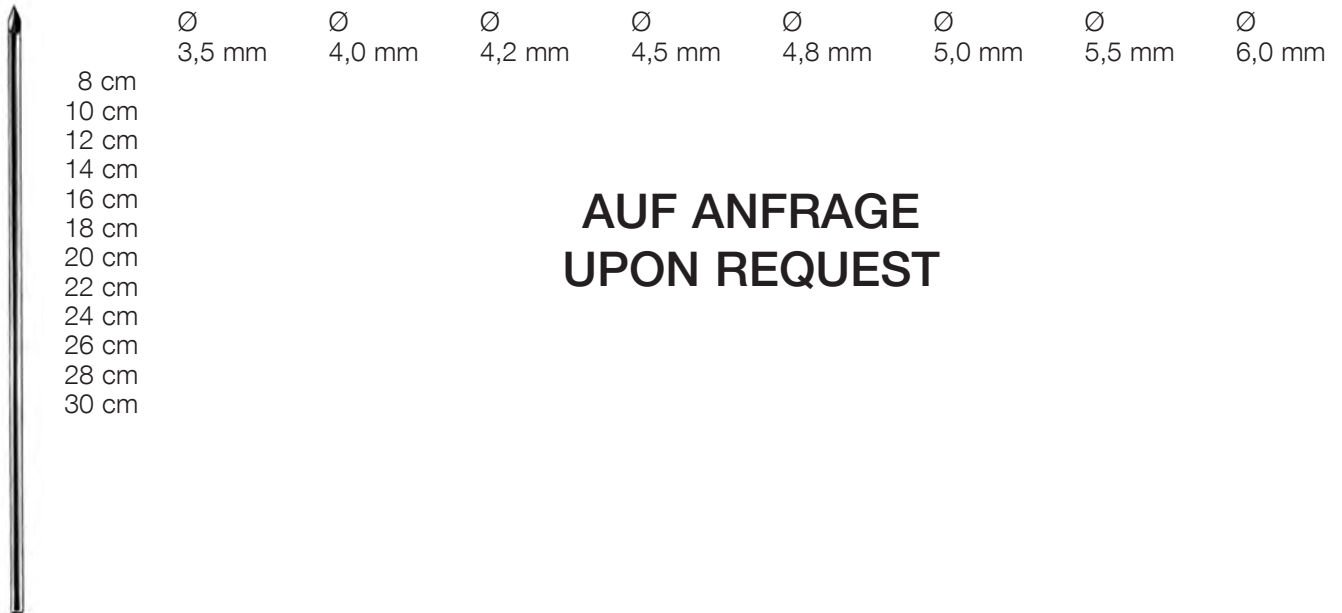 Ø Ø Ø Ø Ø Ø Ø Ø
3,5 mm 4,0 mm 4,2 mm 4,5 mm 4,8 mm 5,0 mm 5,5 mm 6,0 mm
8 cm
10 cm
12 cm
14 cm
16 cm
18 cm
20 cm
22 cm
24 cm
26 cm
28 cm
30 cm
AUF ANFRAGE
UPON REQUEST